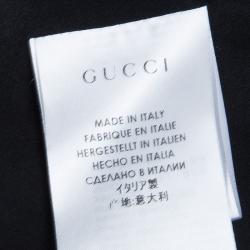 GUCCI
MADE IN ITALY
FABRIQUE EN ITALIE
HERGESTELLT IN ITALIEN
HECHO EN ITALIA
СДЕЛАНО В ИТАЛИИ
イタリア製
产地:意大利